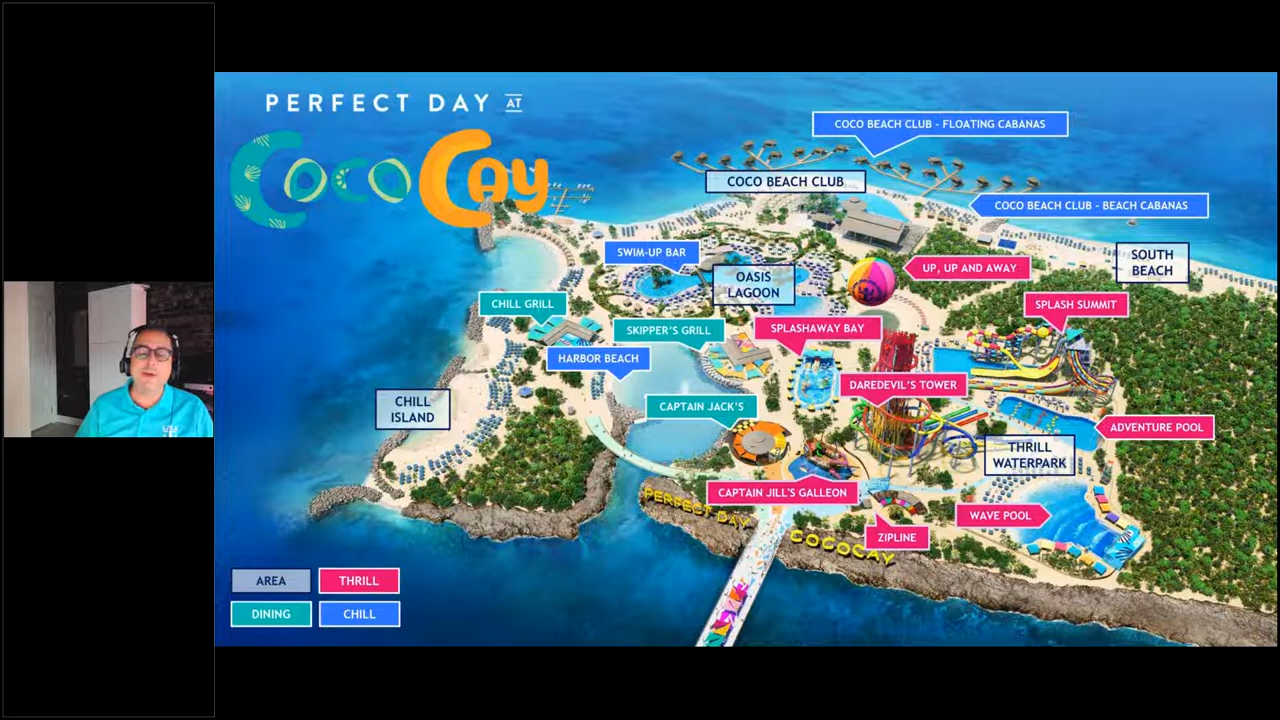 PERFECT DAY AT
COCOCAY
COCO BEACH CLUB - FLOATING CABANAS
COCO BEACH CLUB
COCO BEACH CLUB - BEACH CABANAS
SWIM-UP BAR
OASIS
LAGOON
UP, UP AND AWAY
SOUTH
BEACH
CHILL GRILL
SKIPPER'S GRILL
SPLASHAWAY BAY
SPLASH SUMMIT
HARBOR BEACH
DAREDEVIL'S TOWER
CHILL
ISLAND
CAPTAIN JACK'S
ADVENTURE POOL
THRILL
WATERPARK
CAPTAIN JILL'S GALLEON
PERFECT DAY
WAVE POOL
COCOCAY
ZIPLINE
AREA
THRILL
DINING
CHILL